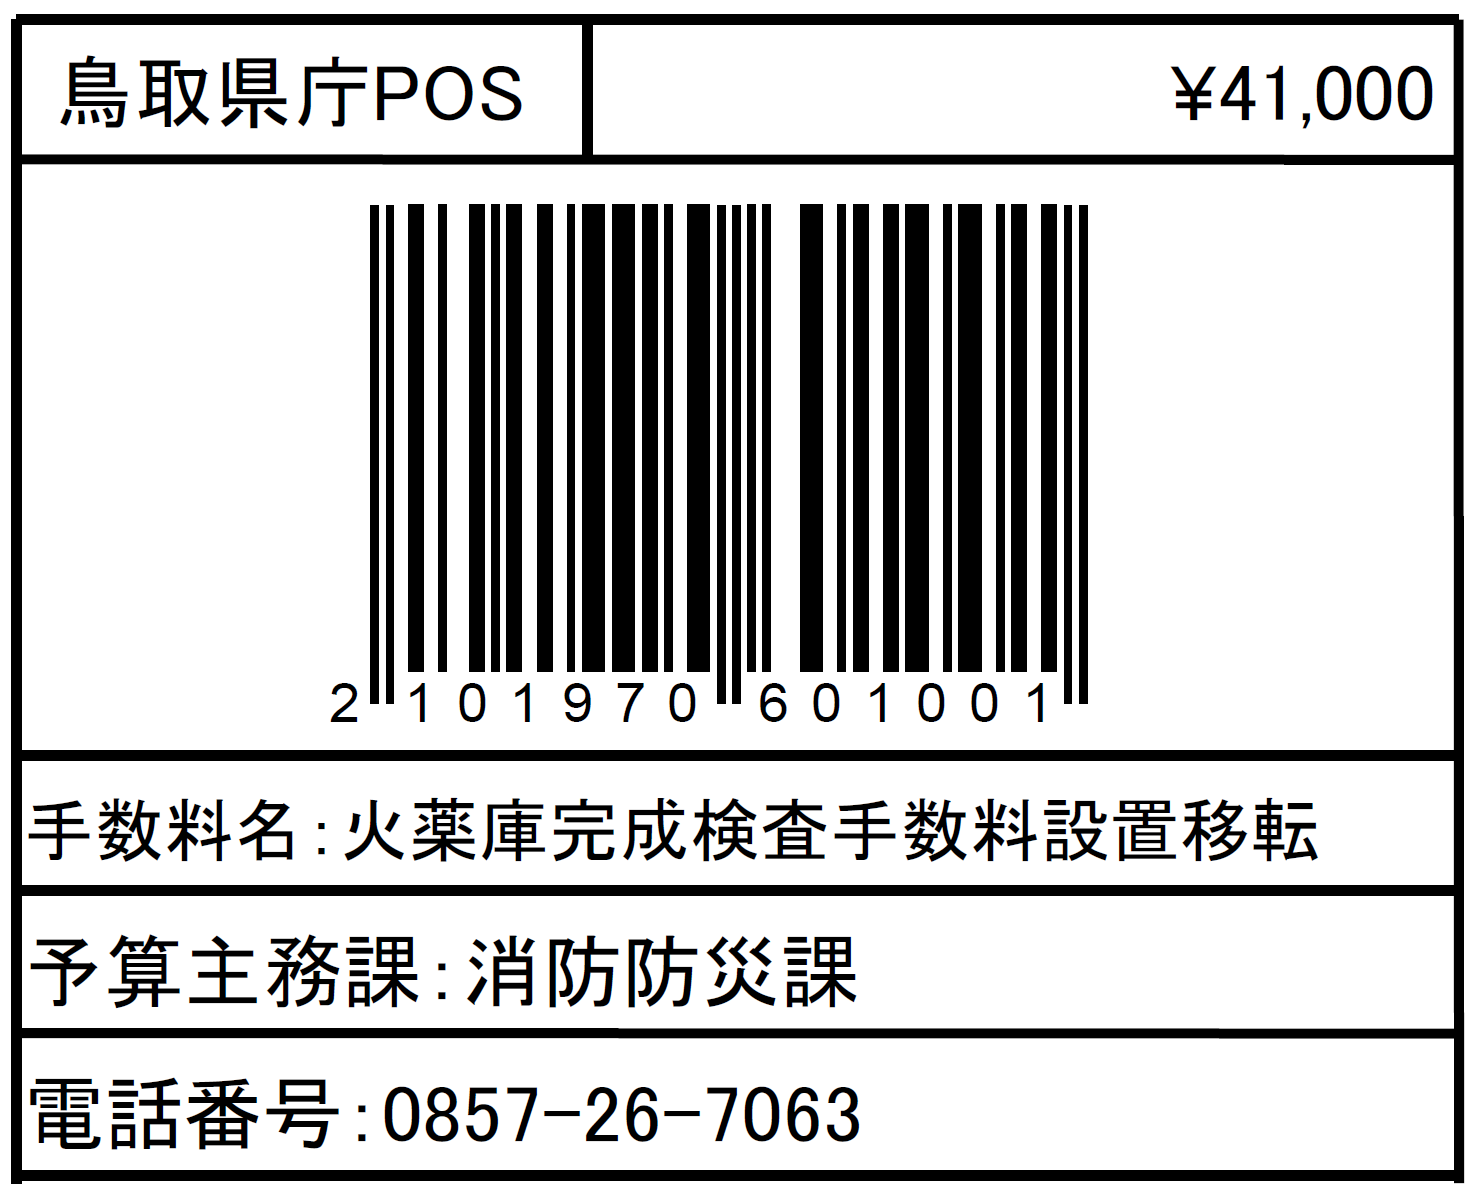 鳥取県庁POS
¥41,000
2 101970 601001
手数料名:火薬庫完成検査手数料設置移転
予算主務課:消防防災課
電話番号:0857-26-7063